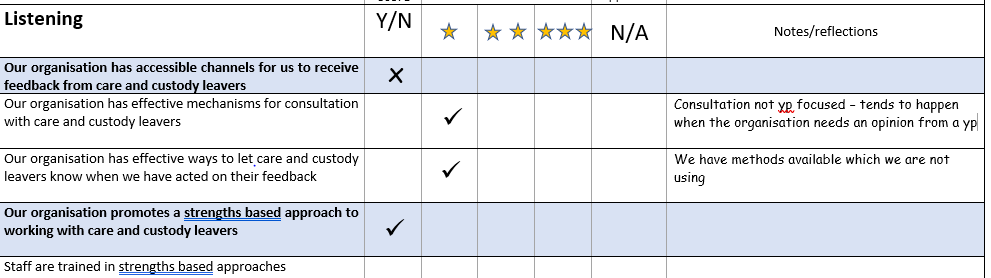 Listening
Y/N
N/A
Notes/reflections
Our organisation has accessible channels for us to receive
feedback from care and custody leavers
Our organisation has effective mechanisms for consultation
with care and custody leavers
Consultation not yp focused – tends to happen
when the organisation needs an opinion from a yp
Our organisation has effective ways to let care and custody
leavers know when we have acted on their feedback
We have methods available which we are not
using
Our organisation promotes a strengths based approach to
working with care and custody leavers
Staff are trained in strengths based approaches